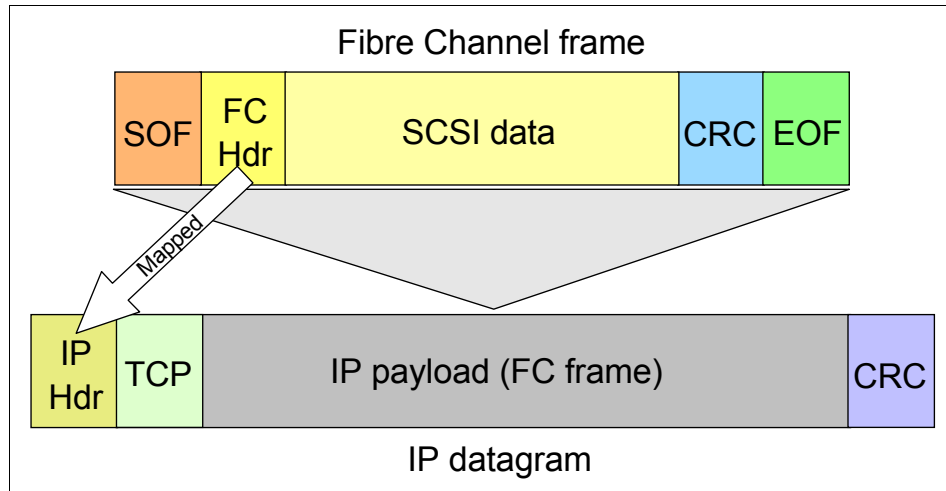 Fibre Channel frame
SOF
FC
Hdr
SCSI data
CRC
EOF
Mapped
IP
Hdr
TCP
IP payload (FC frame)
CRC
IP datagram